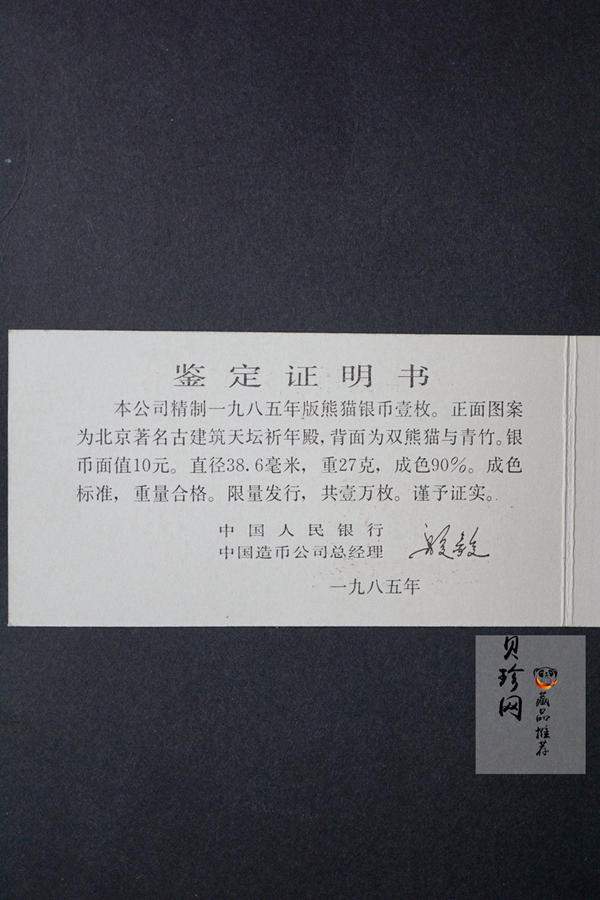 鉴定证明书
本公司精制一九八五年版熊猫银币壹枚。正面图案
为北京著名古建筑天坛祈年殿，背面为双熊猫与青竹。银
币面值10元。直径38.6毫米，重27克，成色90%。成色
标准，重量合格。限量发行，共壹万枚。谨予证实。
中国人民银行
中国造币公司总经理
一九八五年
贝珍网
藏品推荐